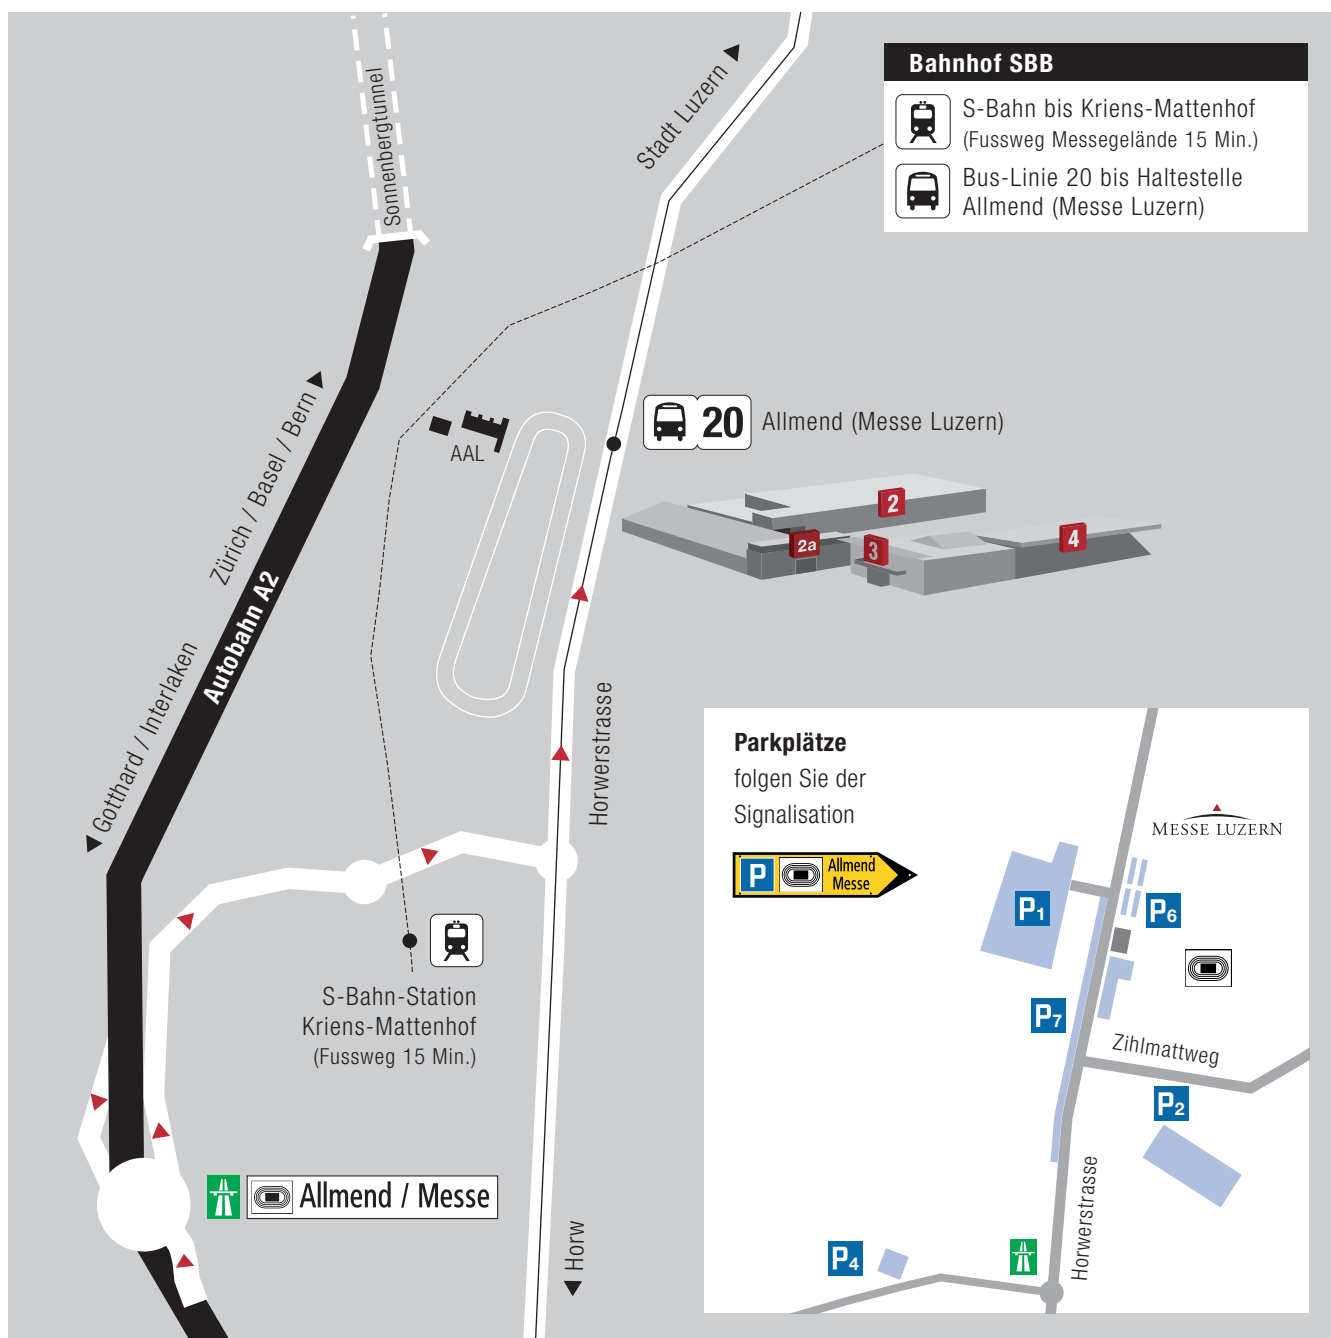 Sonnenbergtunnel
Stadt Luzern
Bahnhof SBB
S-Bahn bis Kriens-Mattenhof
(Fussweg Messegelände 15 Min.)
Bus-Linie 20 bis Haltestelle
Allmend (Messe Luzern)
Zürich / Basel / Bern
Autobahn A2
Gotthard / Interlaken
AAL
20 Allmend (Messe Luzern)
2
2a
3
4
Horwerstrasse
S-Bahn-Station
Kriens-Mattenhof
(Fussweg 15 Min.)
Allmend / Messe
Horw
Parkplätze
folgen Sie der
Signalisation
P Allmend
Messe
MESSE LUZERN
P1
P6
P7
Zihlmattweg
P2
Horwerstrasse
P4